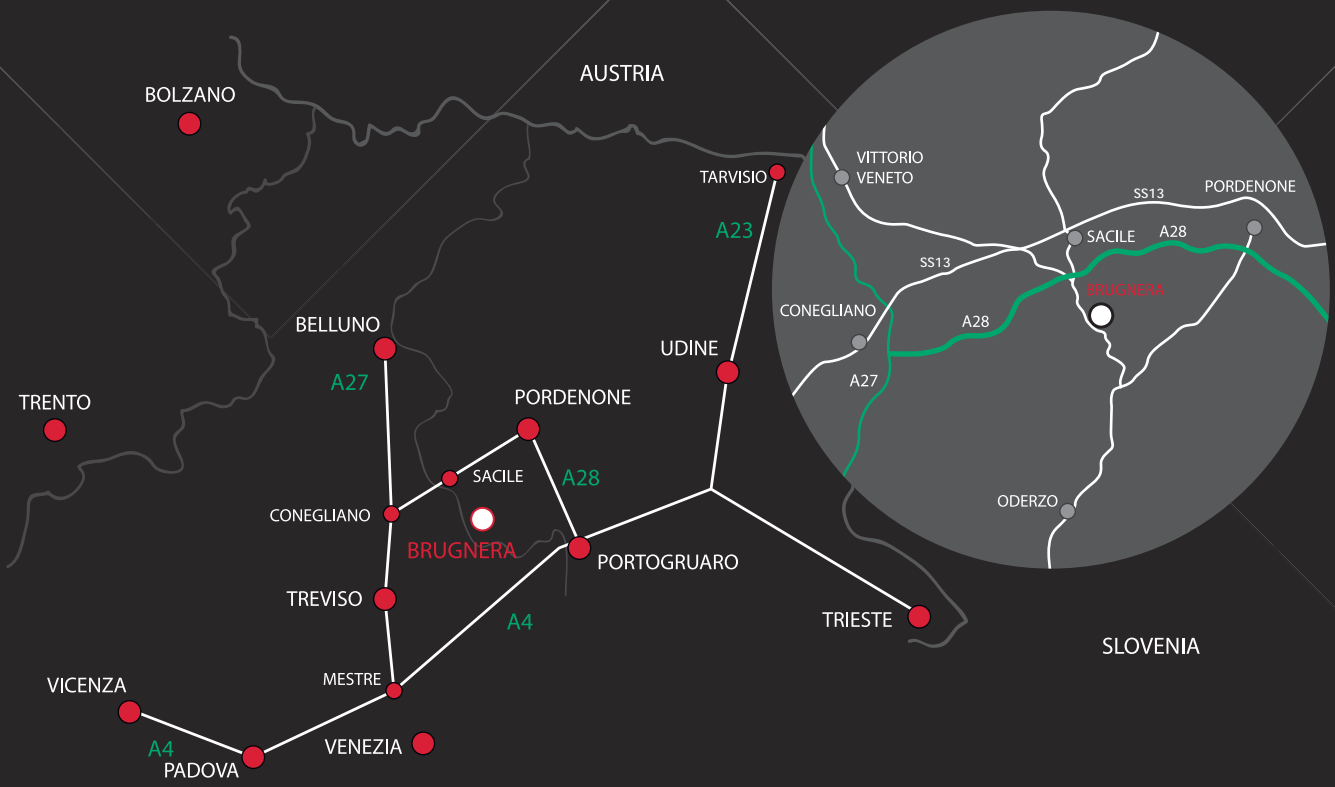 AUSTRIA
BOLZANO
TARVISIO
A23
BELLUNO
A27
UDINE
TRENTO
PORDENONE
SACILE
A28
CONEGLIANO
BRUGNERA
PORTOGRUARO
TREVISO
A4
TRIESTE
SLOVENIA
MESTRE
VICENZA
VENEZIA
A4
PADOVA
VITTORIO
VENETO
SS13
PORDENONE
SACILE
A28
SS13
BRUGNERA
CONEGLIANO
A28
A27
ODERZO